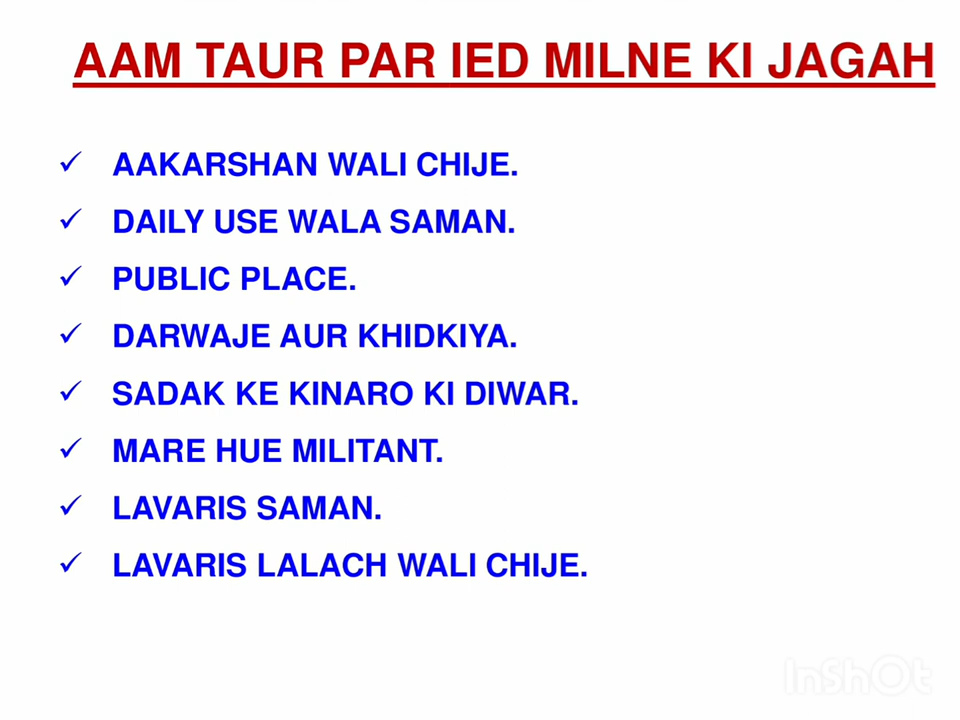 AAM TAUR PAR IED MILNE KI JAGAH
AAKARSHAN WALI CHIJE.
DAILY USE WALA SAMAN.
PUBLIC PLACE.
DARWAJE AUR KHIDKIYA.
SADAK KE KINARO KI DIWAR.
MARE HUE MILITANT.
LAVARIS SAMAN.
LAVARIS LALACH WALI CHIJE.
InShOt